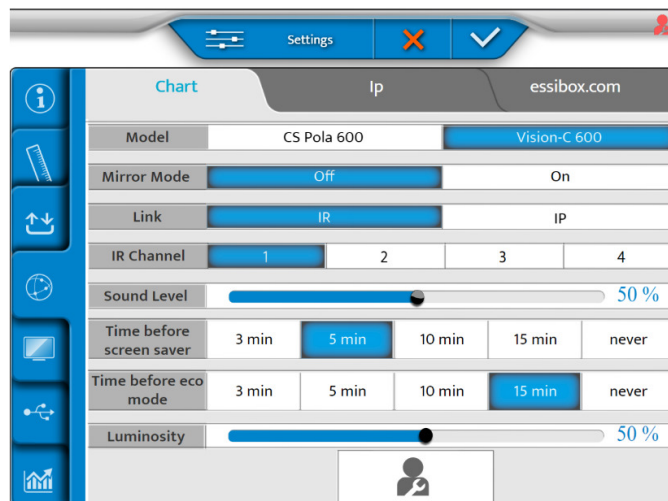 Settings
Chart Ip essibox.com
Model CS Pola 600 Vision-C 600
Mirror Mode Off On
Link IR IP
IR Channel 1 2 3 4
Sound Level 50 %
Time before screen saver 3 min 5 min 10 min 15 min never
Time before eco mode 3 min 5 min 10 min 15 min never
Luminosity 50 %